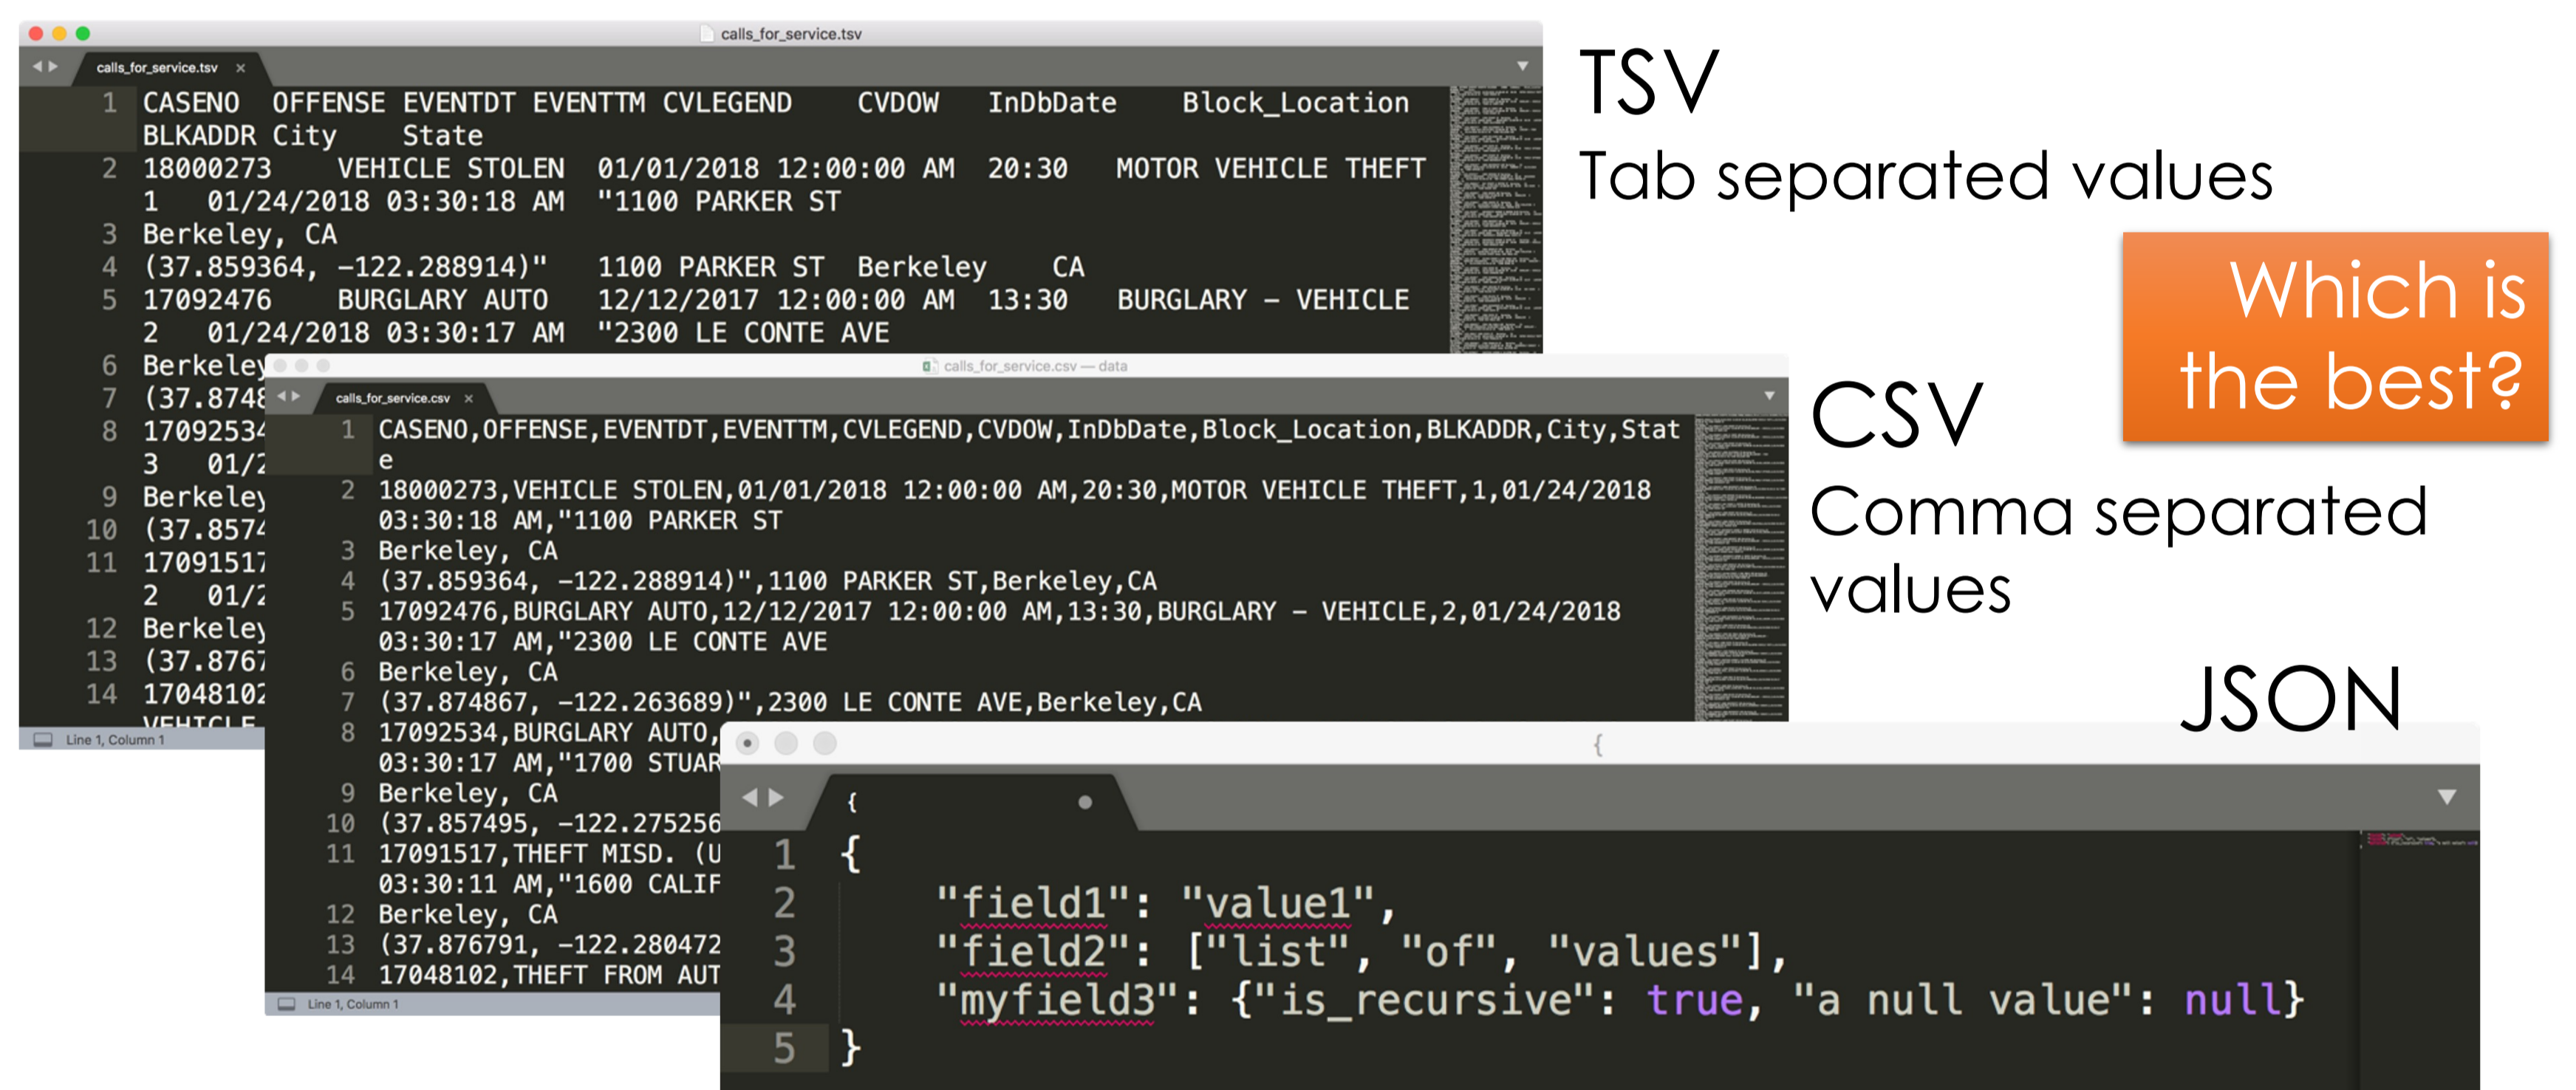 calls_for_service.tsv
calls_for_service.tsv ×
1 CASENO OFFENSE EVENTDT EVENTTM CVLEGEND CVDOW InDbDate Block_Location
BLKADDR City State
2 18000273 VEHICLE STOLEN 01/01/2018 12:00:00 AM 20:30 MOTOR VEHICLE THEFT
1 01/24/2018 03:30:18 AM "1100 PARKER ST
3 Berkeley, CA
4 (37.859364, -122.288914)" 1100 PARKER ST Berkeley CA
5 17092476 BURGLARY AUTO 12/12/2017 12:00:00 AM 13:30 BURGLARY – VEHICLE
2 01/24/2018 03:30:17 AM "2300 LE CONTE AVE
6 Berkeley
7 (37.8748
8 17092534
3 01/2
9 Berkeley
10 (37.8574
11 17091517
2 01/2
12 Berkeley
13 (37.8767
14 17048102
VEHICLE
Line 1, Column 1
TSV
Tab separated values
Which is
the best?
calls_for_service.csv — data
calls_for_service.csv ×
1 CASENO,OFFENSE,EVENTDT,EVENTTM,CVLEGEND,CVDOW,InDbDate,Block_Location,BLKADDR,City,Stat
e
2 18000273,VEHICLE STOLEN,01/01/2018 12:00:00 AM,20:30,MOTOR VEHICLE THEFT,1,01/24/2018
03:30:18 AM,"1100 PARKER ST
3 Berkeley, CA
4 (37.859364, -122.288914)",1100 PARKER ST,Berkeley,CA
5 17092476,BURGLARY AUTO,12/12/2017 12:00:00 AM,13:30,BURGLARY – VEHICLE,2,01/24/2018
03:30:17 AM,"2300 LE CONTE AVE
6 Berkeley, CA
7 (37.874867, -122.263689)",2300 LE CONTE AVE,Berkeley,CA
8 17092534,BURGLARY AUTO,
03:30:17 AM,"1700 STUAR
9 Berkeley, CA
10 (37.857495, -122.275256
11 17091517,THEFT MISD. (U
03:30:11 AM,"1600 CALIF
12 Berkeley, CA
13 (37.876791, -122.280472
14 17048102,THEFT FROM AUT
Line 1, Column 1
CSV
Comma separated
values
JSON
{
{
1 {
2 "field1": "value1",
3 "field2": ["list", "of", "values"],
4 "myfield3": {"is_recursive": true, "a null value": null}
5 }